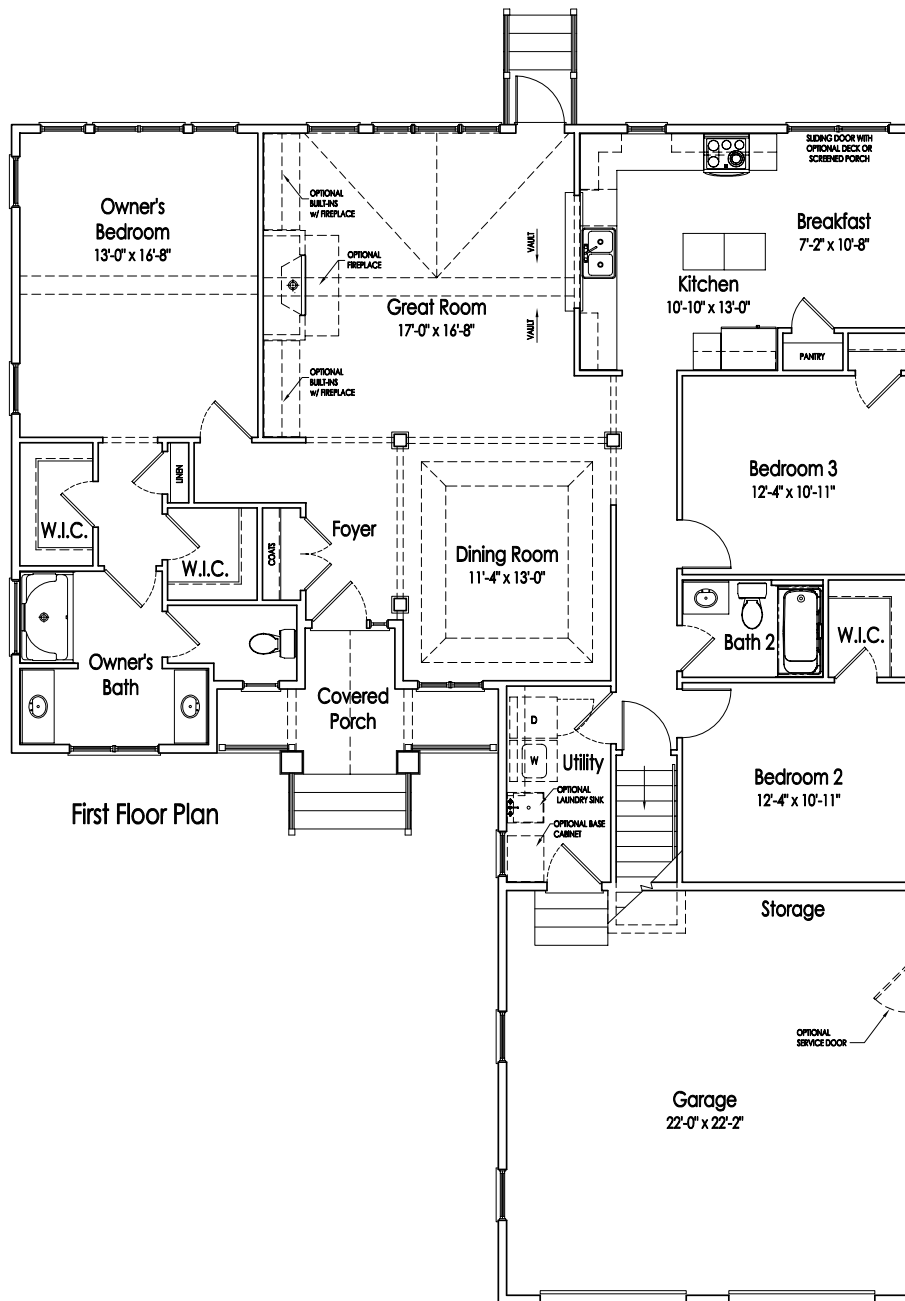 SLIDING DOOR WITH
OPTIONAL DECK OR
SCREENED PORCH
Owner's
Bedroom
13'-0" x 16'-8"
OPTIONAL
BUILT-INS
w/ FIREPLACE
OPTIONAL
FIREPLACE
VAULT
VAULT
Great Room
17'-0" x 16'-8"
OPTIONAL
BUILT-INS
w/ FIREPLACE
Breakfast
7'-2" x 10'-8"
Kitchen
10'-10" x 13'-0"
PANTRY
LINEN
W.I.C.
W.I.C.
COATS
Foyer
Dining Room
11'-4" x 13'-0"
Bedroom 3
12'-4" x 10'-11"
Bath 2
W.I.C.
Owner's
Bath
Covered
Porch
D
W
Utility
OPTIONAL
LAUNDRY SINK
OPTIONAL BASE
CABINET
Bedroom 2
12'-4" x 10'-11"
First Floor Plan
Storage
OPTIONAL
SERVICE DOOR
Garage
22'-0" x 22'-2"